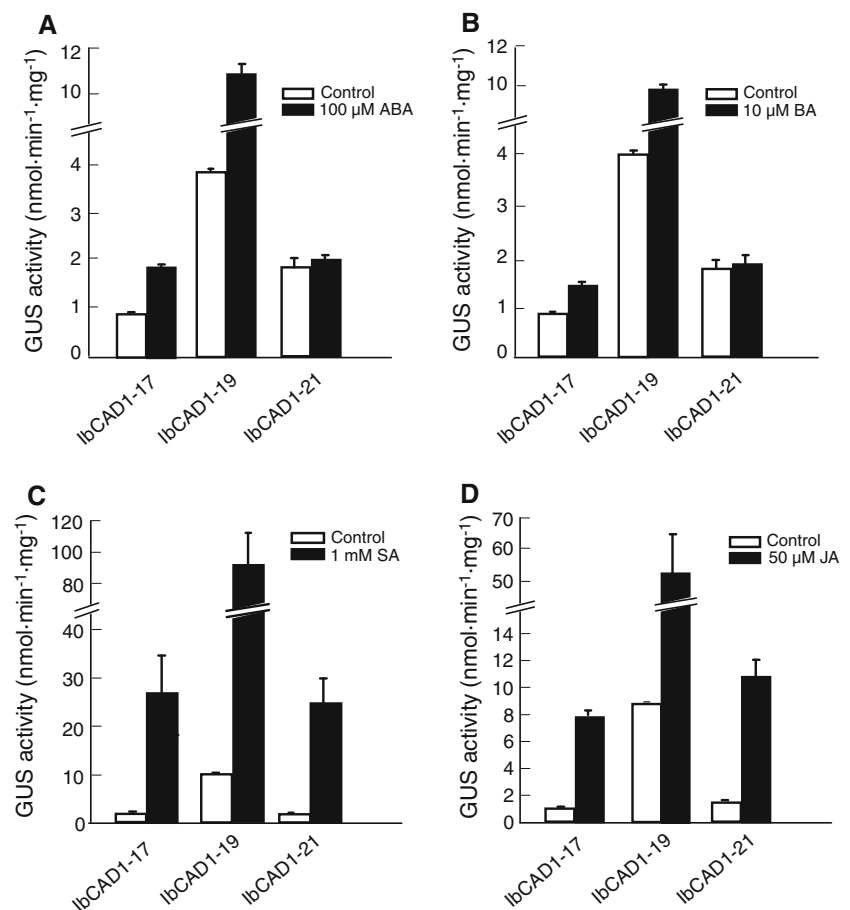 A
GUS activity (nmol·min⁻¹·mg⁻¹)
12
10
4
3
2
1
0
Control
100 µM ABA
IbCAD1-17
IbCAD1-19
IbCAD1-21
B
GUS activity (nmol·min⁻¹·mg⁻¹)
12
10
4
3
2
1
0
Control
10 µM BA
IbCAD1-17
IbCAD1-19
IbCAD1-21
C
GUS activity (nmol·min⁻¹·mg⁻¹)
120
100
80
40
30
20
10
0
Control
1 mM SA
IbCAD1-17
IbCAD1-19
IbCAD1-21
D
GUS activity (nmol·min⁻¹·mg⁻¹)
70
60
50
14
12
10
8
6
4
2
0
Control
50 µM JA
IbCAD1-17
IbCAD1-19
IbCAD1-21